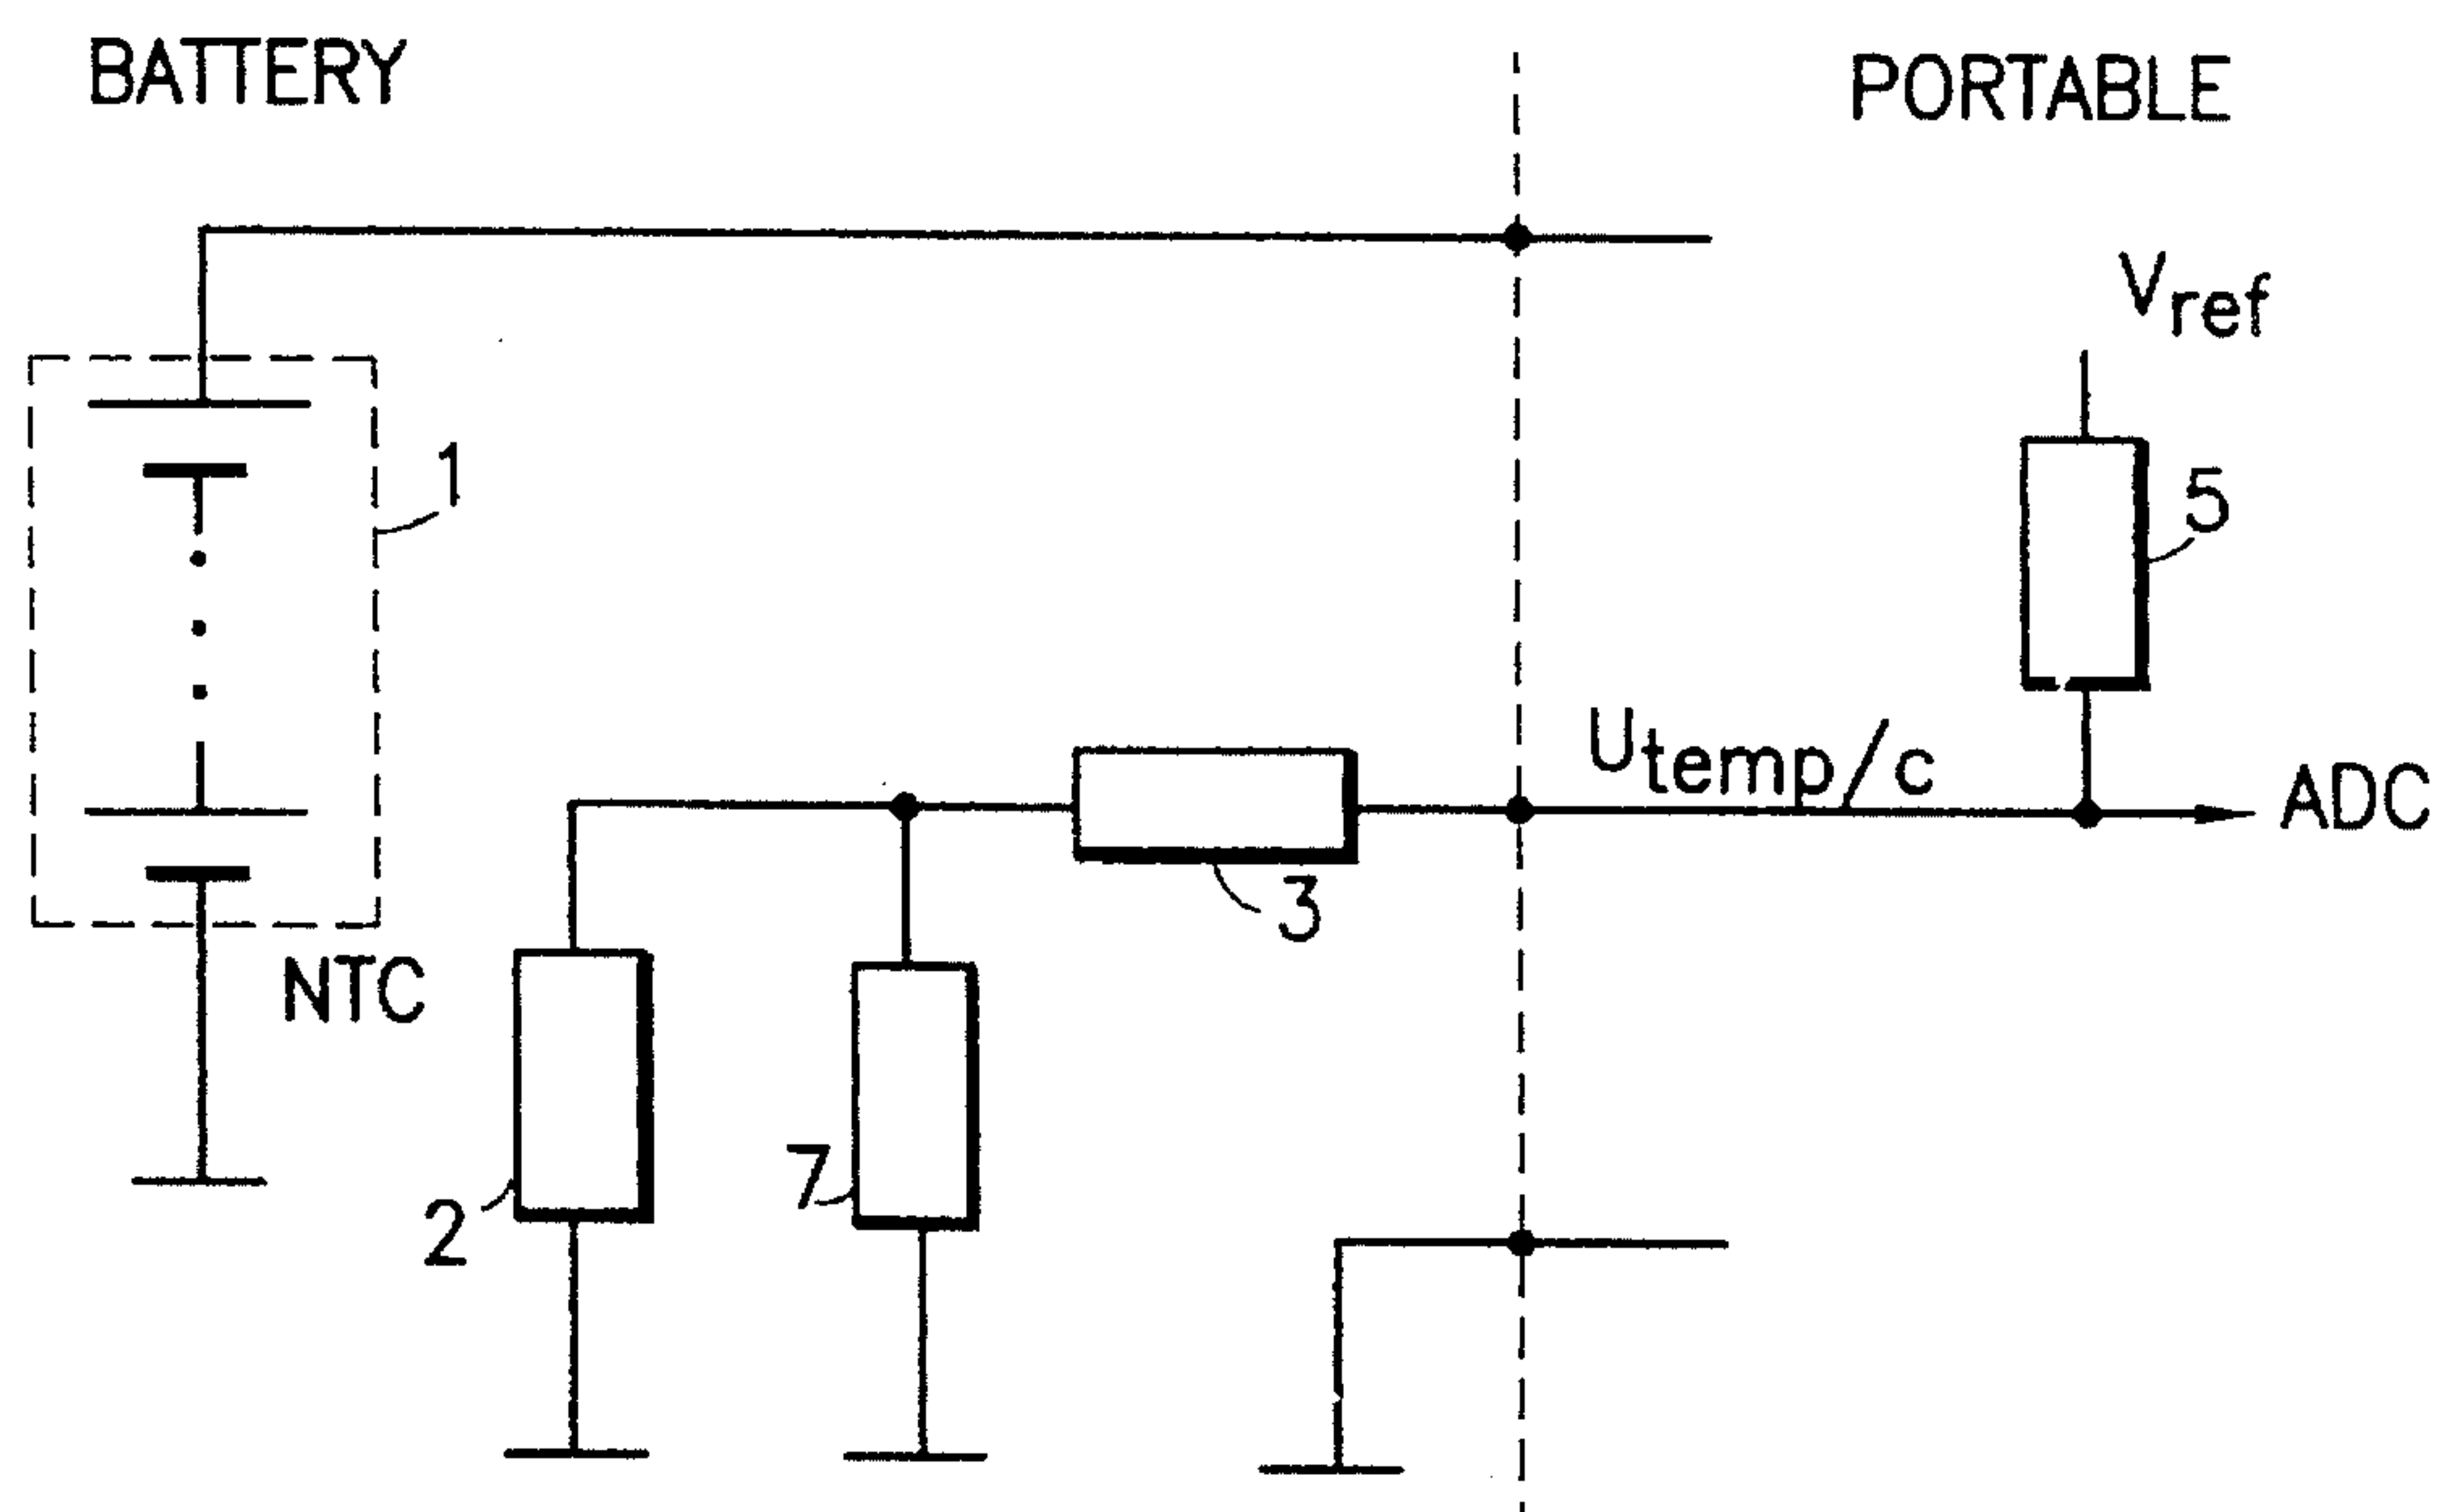 BATTERY
PORTABLE
Vref
1
5
Utemp/c
ADC
3
NTC
7
2